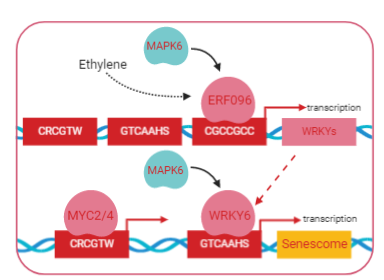 MAPK6
Ethylene
ERF096
transcription
CRCGTW GTCAAHS CGCCGCC WRKYs
MAPK6
MYC2/4 WRKY6
transcription
CRCGTW GTCAAHS Senescome